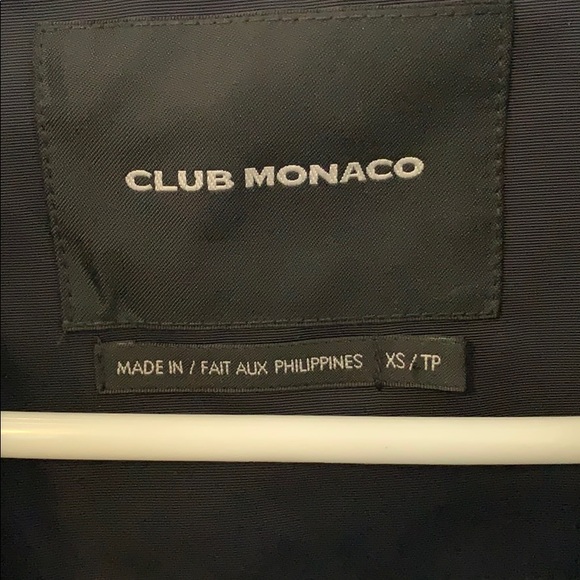 CLUB MONACO
MADE IN / FAIT AUX PHILIPPINES XS / TP